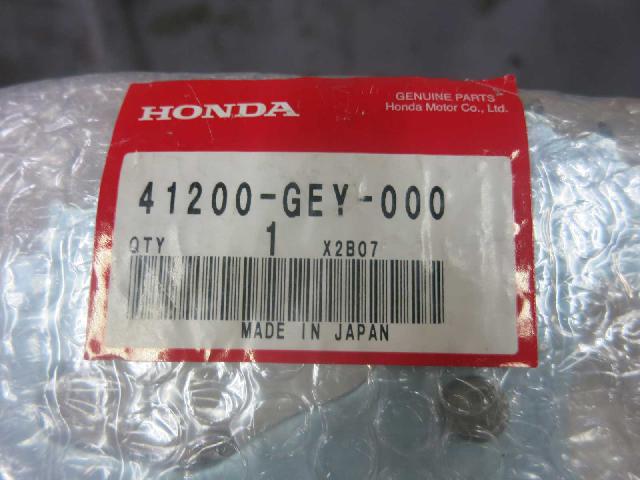 HONDA
GENUINE PARTS
Honda Motor Co., Ltd.
41200-GEY-000
QTY 1 X2B07
MADE IN JAPAN